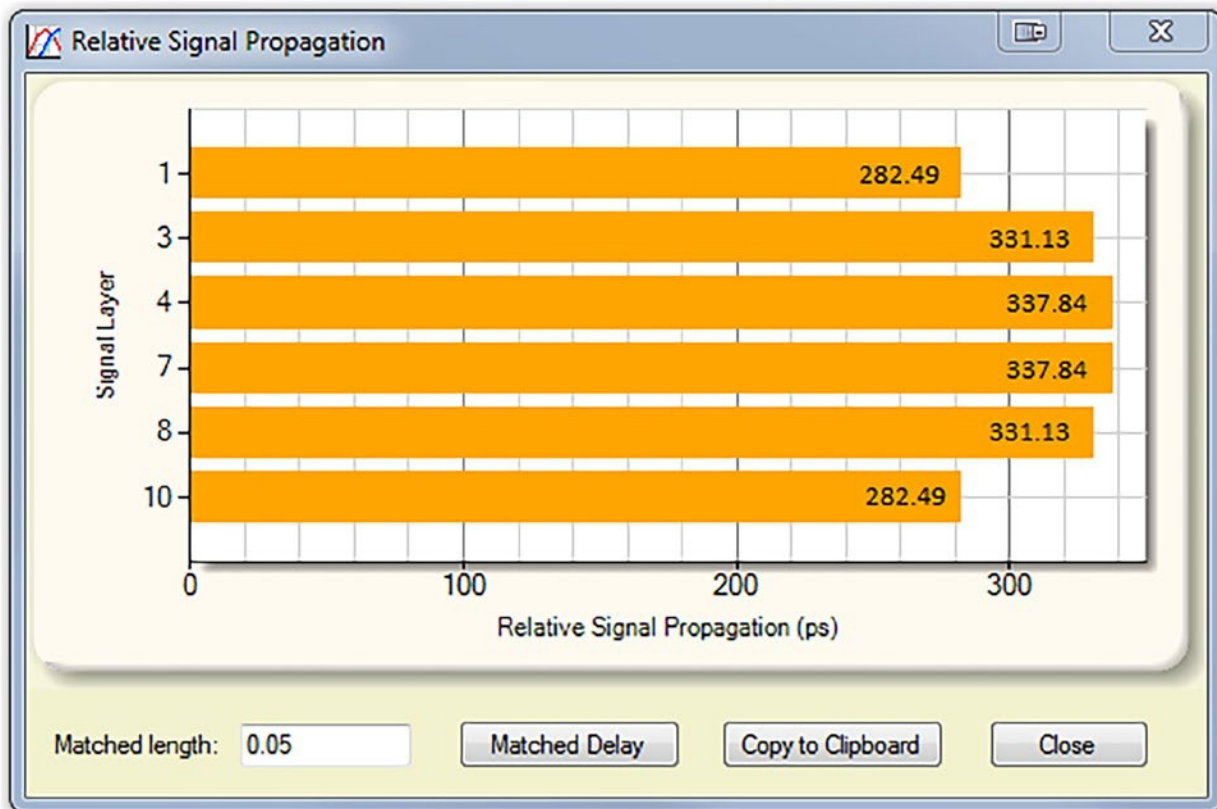 Relative Signal Propagation
Signal Layer
1
282.49
3
331.13
4
337.84
7
337.84
8
331.13
10
282.49
0 100 200 300
Relative Signal Propagation (ps)
Matched length: 0.05 Matched Delay Copy to Clipboard Close